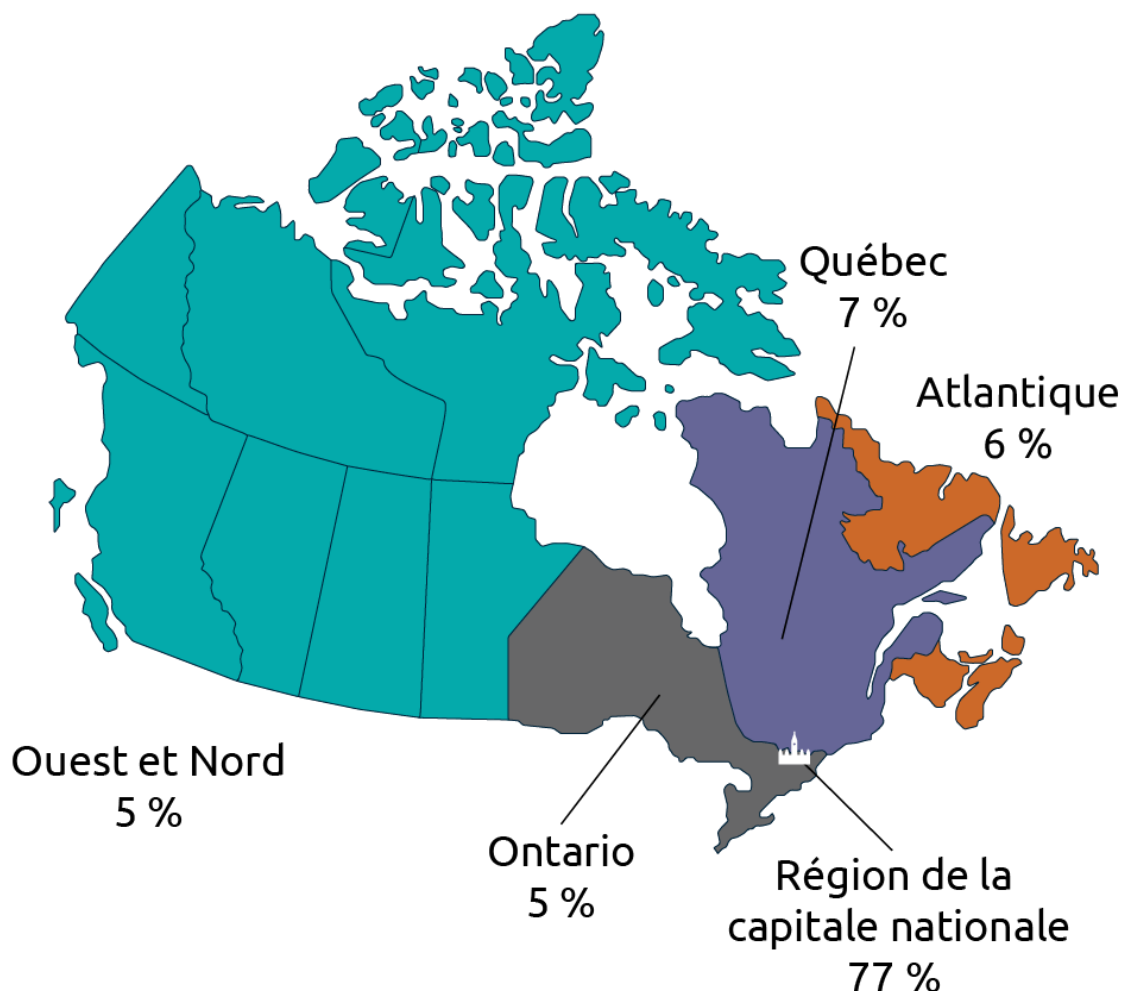 Québec
7 %
Atlantique
6 %
Ouest et Nord
5 %
Ontario
5 %
Région de la
capitale nationale
77 %